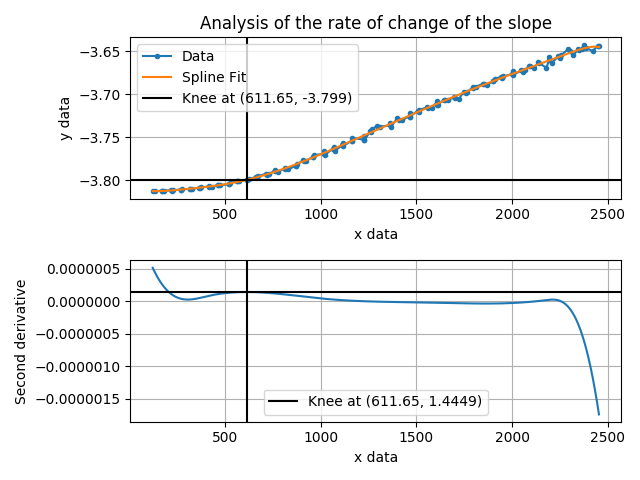 Analysis of the rate of change of the slope
Data
Spline Fit
Knee at (611.65, -3.799)
y data
−3.65
−3.70
−3.75
−3.80
500 1000 1500 2000 2500
x data
Second derivative
0.0000005
0.0000000
−0.0000005
−0.0000010
−0.0000015
Knee at (611.65, 1.4449)
500 1000 1500 2000 2500
x data